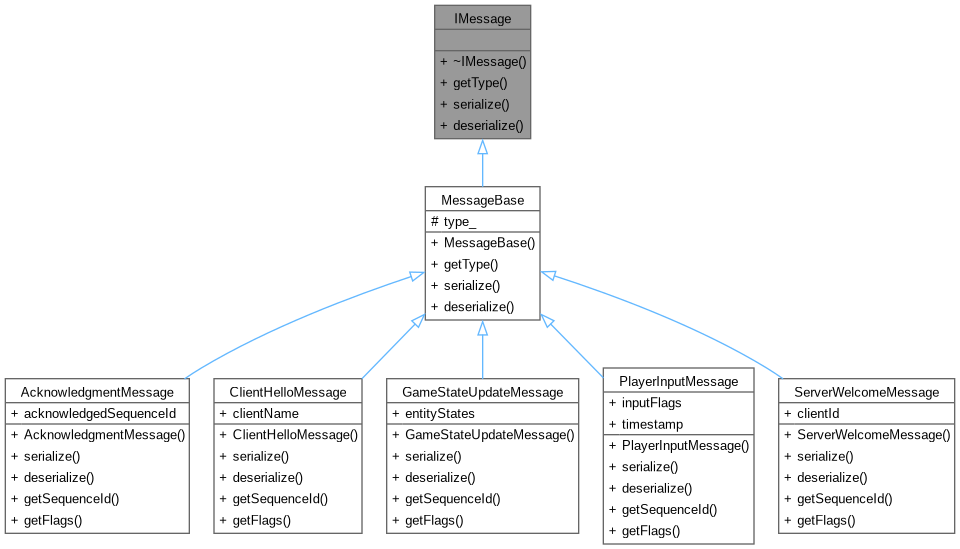 IMessage
+ ~IMessage()
+ getType()
+ serialize()
+ deserialize()
MessageBase
# type_
+ MessageBase()
+ getType()
+ serialize()
+ deserialize()
AcknowledgmentMessage
+ acknowledgedSequenceId
+ AcknowledgmentMessage()
+ serialize()
+ deserialize()
+ getSequenceId()
+ getFlags()
ClientHelloMessage
+ clientName
+ ClientHelloMessage()
+ serialize()
+ deserialize()
+ getSequenceId()
+ getFlags()
GameStateUpdateMessage
+ entityStates
+ GameStateUpdateMessage()
+ serialize()
+ deserialize()
+ getSequenceId()
+ getFlags()
PlayerInputMessage
+ inputFlags
+ timestamp
+ PlayerInputMessage()
+ serialize()
+ deserialize()
+ getSequenceId()
+ getFlags()
ServerWelcomeMessage
+ clientId
+ ServerWelcomeMessage()
+ serialize()
+ deserialize()
+ getSequenceId()
+ getFlags()